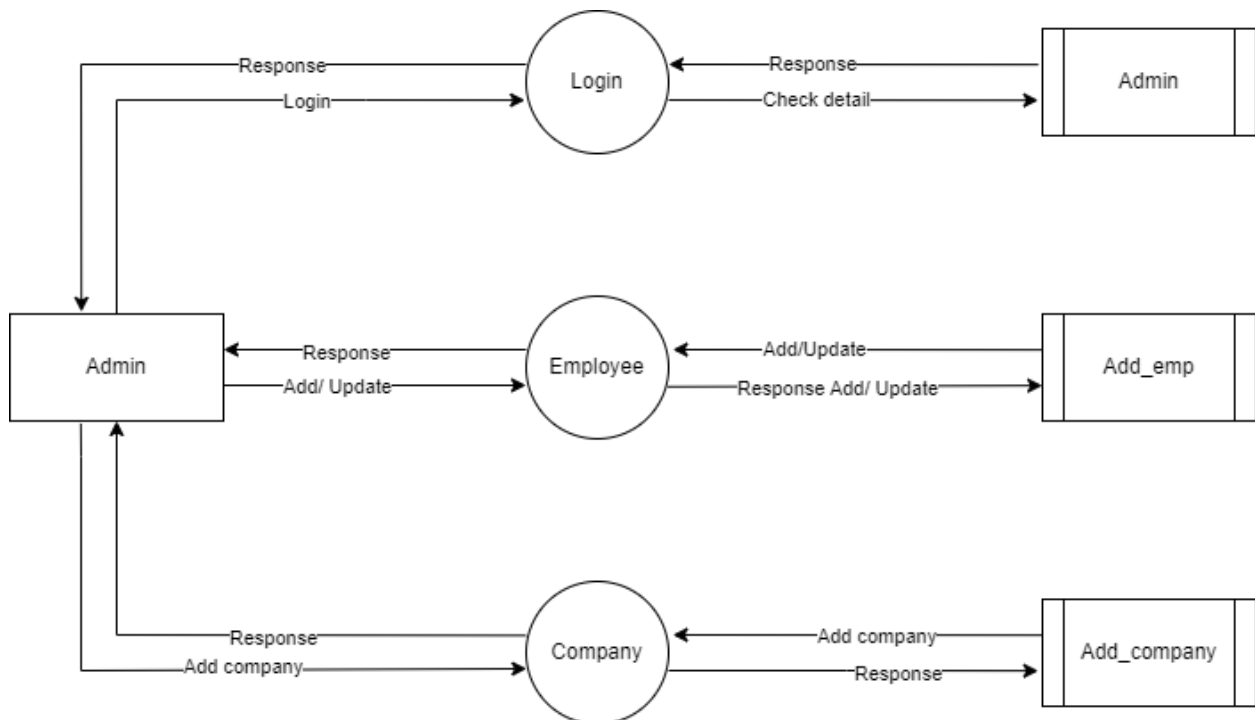 Response
Login
Login
Response
Check detail
Admin
Admin
Response
Add/ Update
Employee
Add/Update
Response Add/ Update
Add_emp
Response
Add company
Company
Add company
Response
Add_company